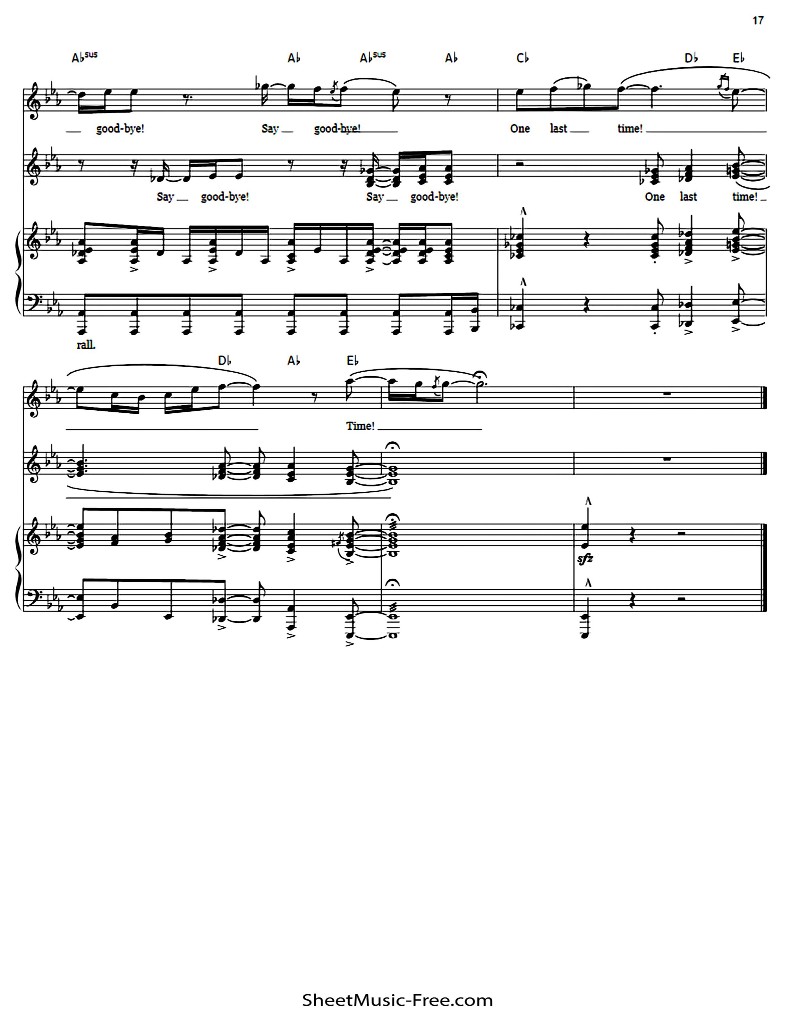 17
A♭sus A♭ A♭sus A♭ C♭ D♭ E♭
good-bye! Say good-bye! One last time!
Say good-bye! Say good-bye! One last time!
rall.
D♭ A♭ E♭
Time!
sfz
SheetMusic-Free.com